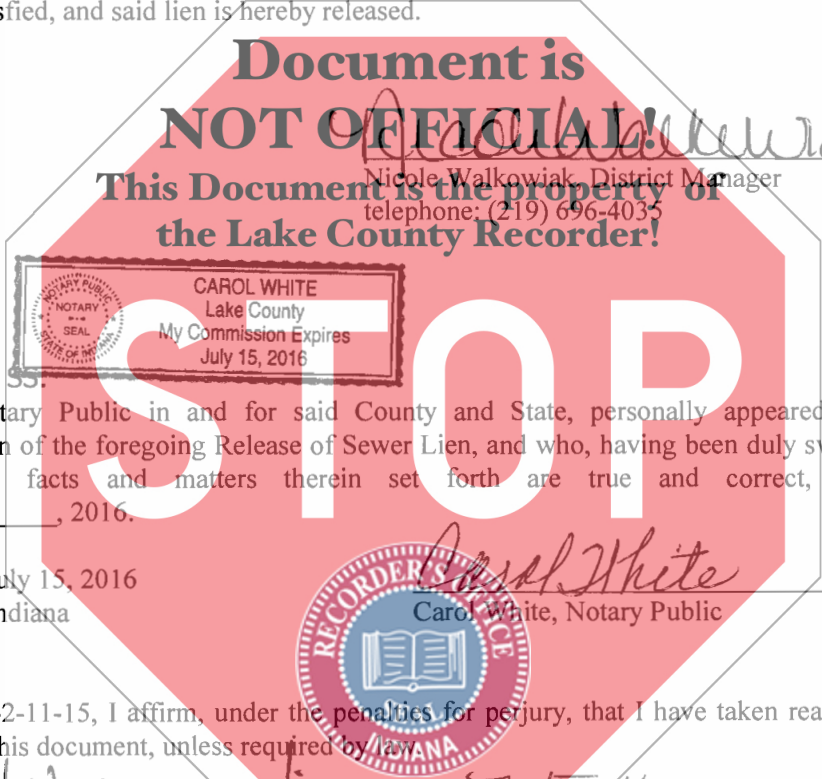 sfied, and said lien is hereby released.
Document is
NOT OFFICIAL!
Nicole Walkowiak
Nicole Walkowiak, District Manager
This Document is the property of
telephone: (219) 696-4035
the Lake County Recorder!
CAROL WHITE
Lake County
My Commission Expires
July 15, 2016
NOTARY PUBLIC
NOTARY
SEAL
STATE OF INDIANA
SS:
STOP
tary Public in and for said County and State, personally appeared
n of the foregoing Release of Sewer Lien, and who, having been duly sw
facts and matters therein set forth are true and correct,
, 2016.
Carol White
uly 15, 2016
ndiana
Carol White, Notary Public
RECORDER'S OFFICE
INDIANA
2-11-15, I affirm, under the penalties for perjury, that I have taken rea
his document, unless required by law.